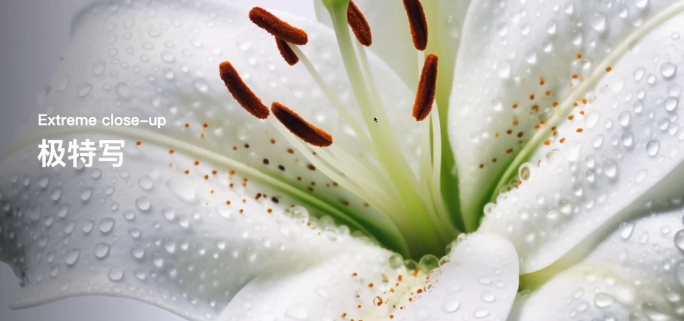 Extreme close-up
极特写